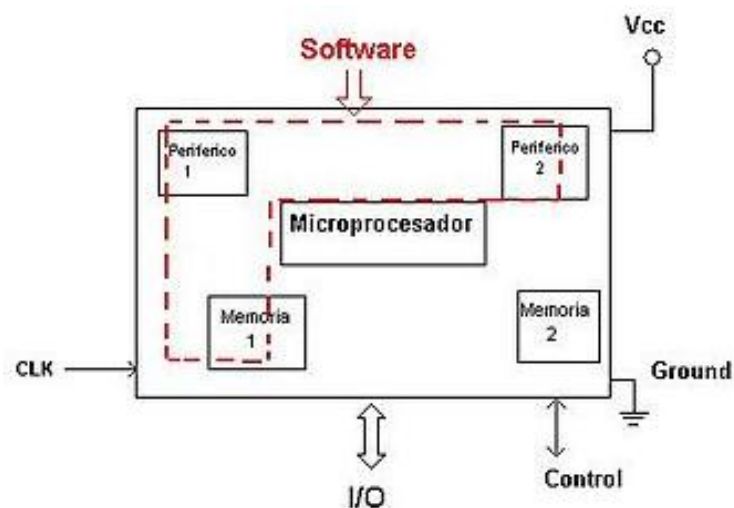 Software
Vcc
Periferico
1
Periferico
2
Microprocesador
Memoria
1
Memoria
2
CLK
Ground
Control
I/O